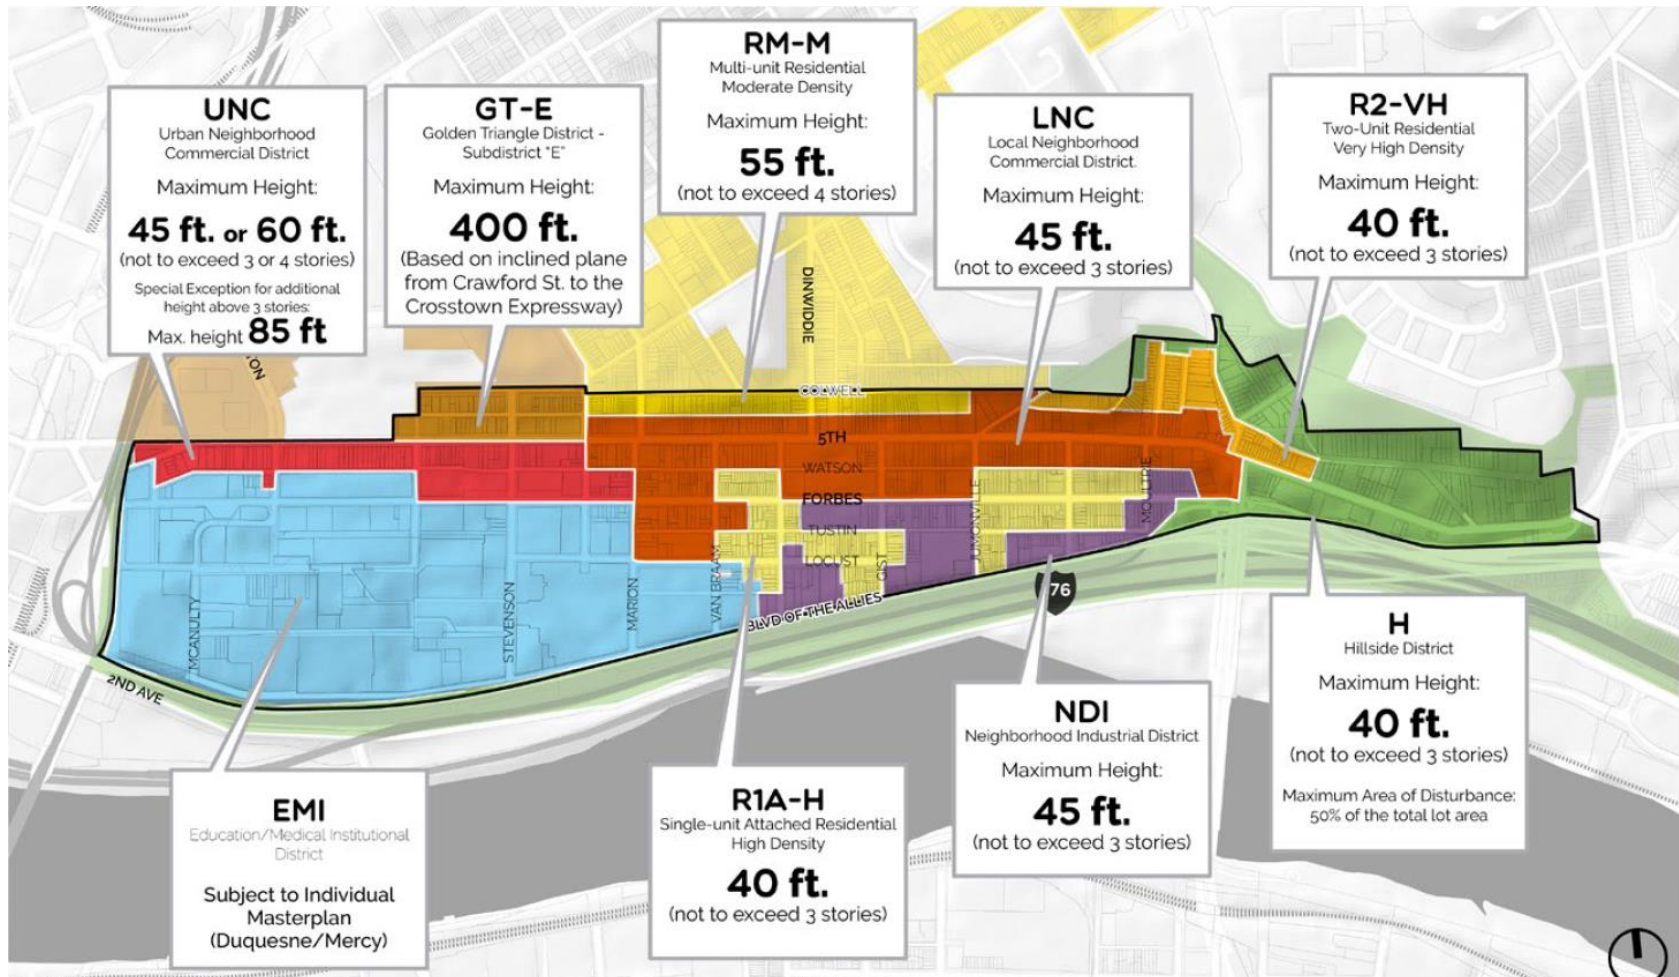 UNC
Urban Neighborhood
Commercial District
Maximum Height:
45 ft. or 60 ft.
(not to exceed 3 or 4 stories)
Special Exception for additional
height above 3 stories:
Max. height 85 ft
GT-E
Golden Triangle District -
Subdistrict "E"
Maximum Height:
400 ft.
(Based on inclined plane
from Crawford St. to the
Crosstown Expressway)
RM-M
Multi-unit Residential
Moderate Density
Maximum Height:
55 ft.
(not to exceed 4 stories)
LNC
Local Neighborhood
Commercial District.
Maximum Height:
45 ft.
(not to exceed 3 stories)
R2-VH
Two-Unit Residential
Very High Density
Maximum Height:
40 ft.
(not to exceed 3 stories)
DINWIDDIE
COLWELL
5TH
WATSON
FORBES
TUSTIN
LOCUST
GIST
MOULTRIE
VAN BRAAM
MARION
STEVENSON
MCANULTY
BLVD OF THE ALLIES
2ND AVE
76
EMI
Education/Medical Institutional
District
Subject to Individual
Masterplan
(Duquesne/Mercy)
R1A-H
Single-unit Attached Residential
High Density
40 ft.
(not to exceed 3 stories)
NDI
Neighborhood Industrial District
Maximum Height:
45 ft.
(not to exceed 3 stories)
H
Hillside District
Maximum Height:
40 ft.
(not to exceed 3 stories)
Maximum Area of Disturbance:
50% of the total lot area